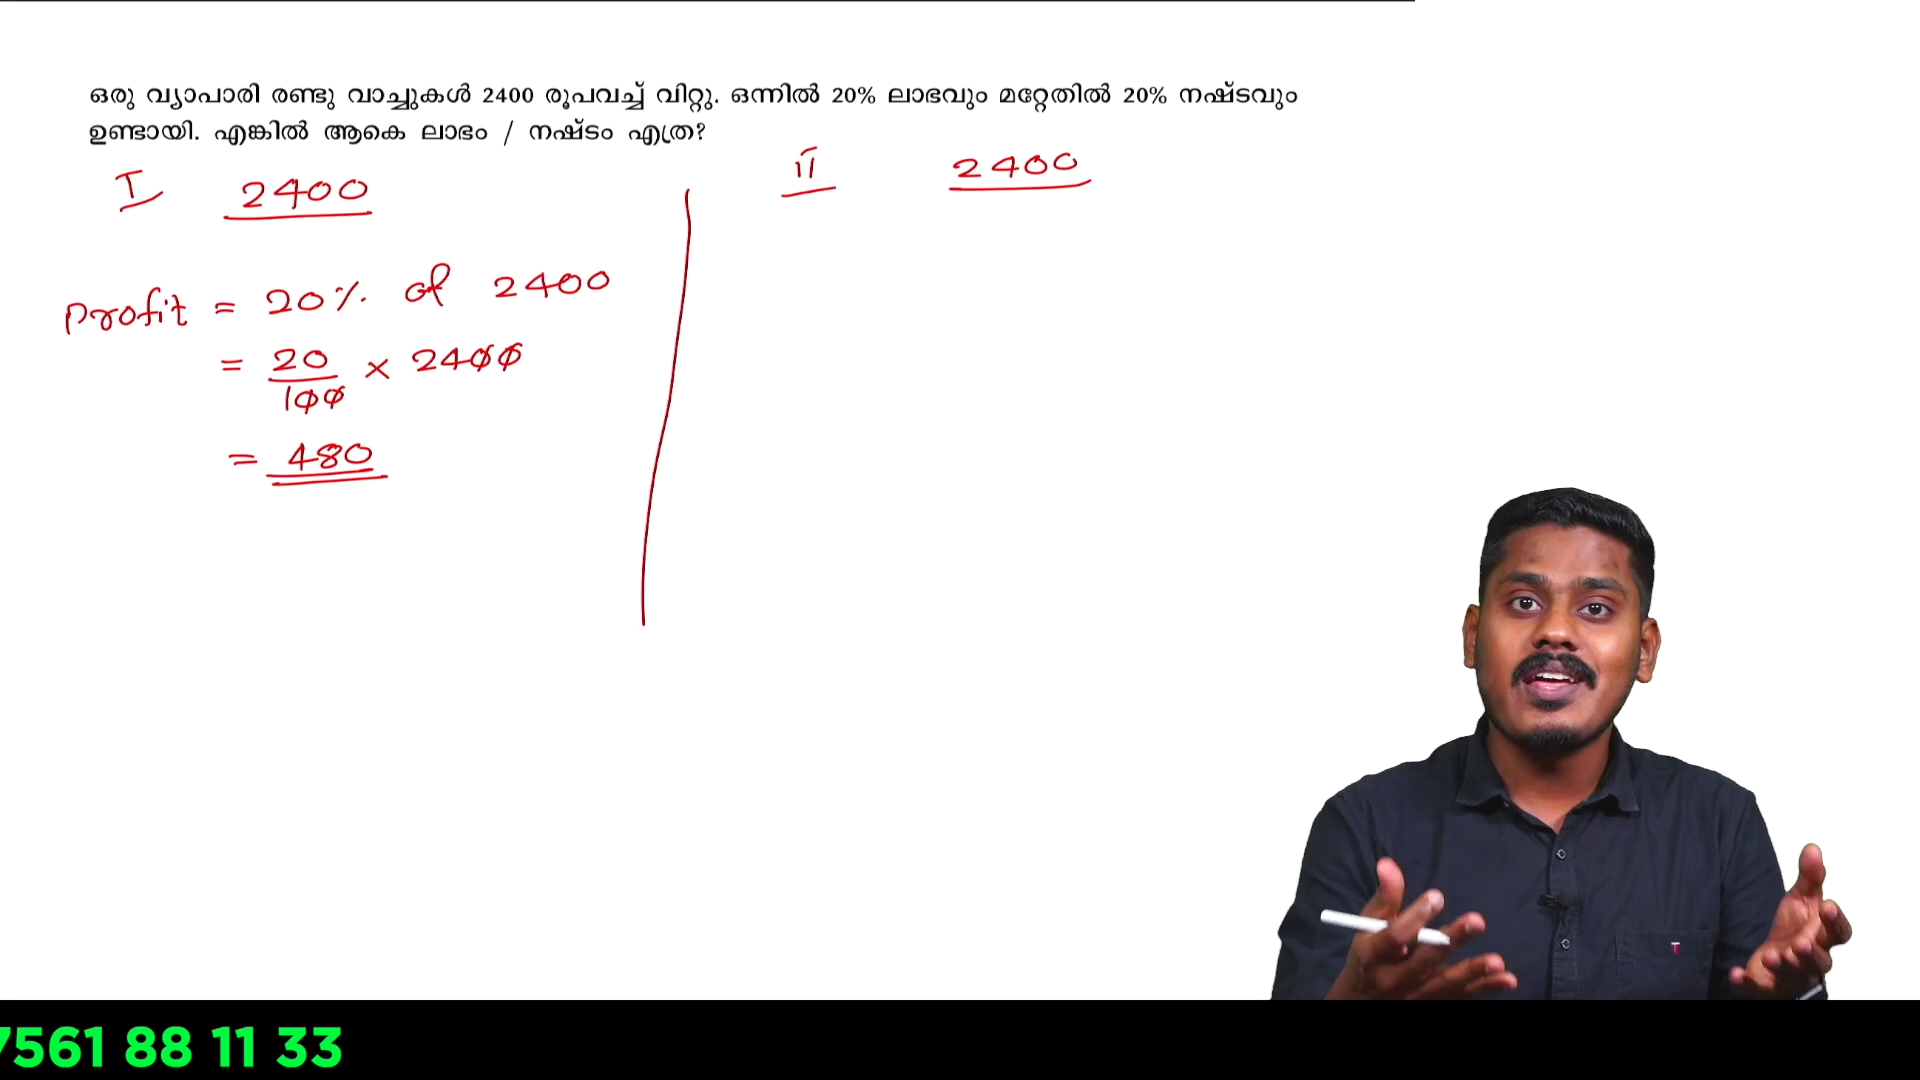 ഒരു വ്യാപാരി രണ്ടു വാച്ചുകൾ 2400 രൂപവച്ച് വിറ്റു. ഒന്നിൽ 20% ലാഭവും മറ്റേതിൽ 20% നഷ്ടവും
ഉണ്ടായി. എങ്കിൽ ആകെ ലാഭം / നഷ്ടം എത്ര?
I 2400
Profit = 20% of 2400
= 20/100 × 2400
= 480
II 2400
7561 88 11 33
T